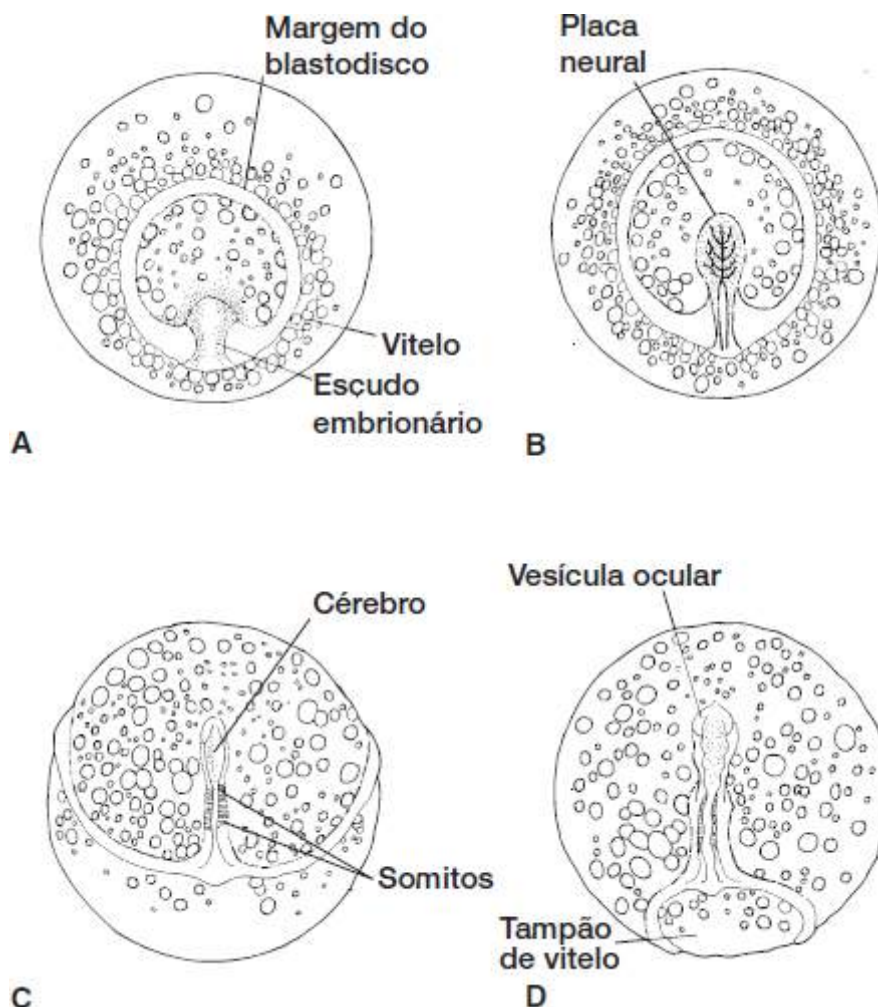 Margem do
blastodisco
Placa
neural
Vitelo
Escudo
embrionário
A
B
Vesícula ocular
Cérebro
Somitos
Tampão
de vitelo
C
D